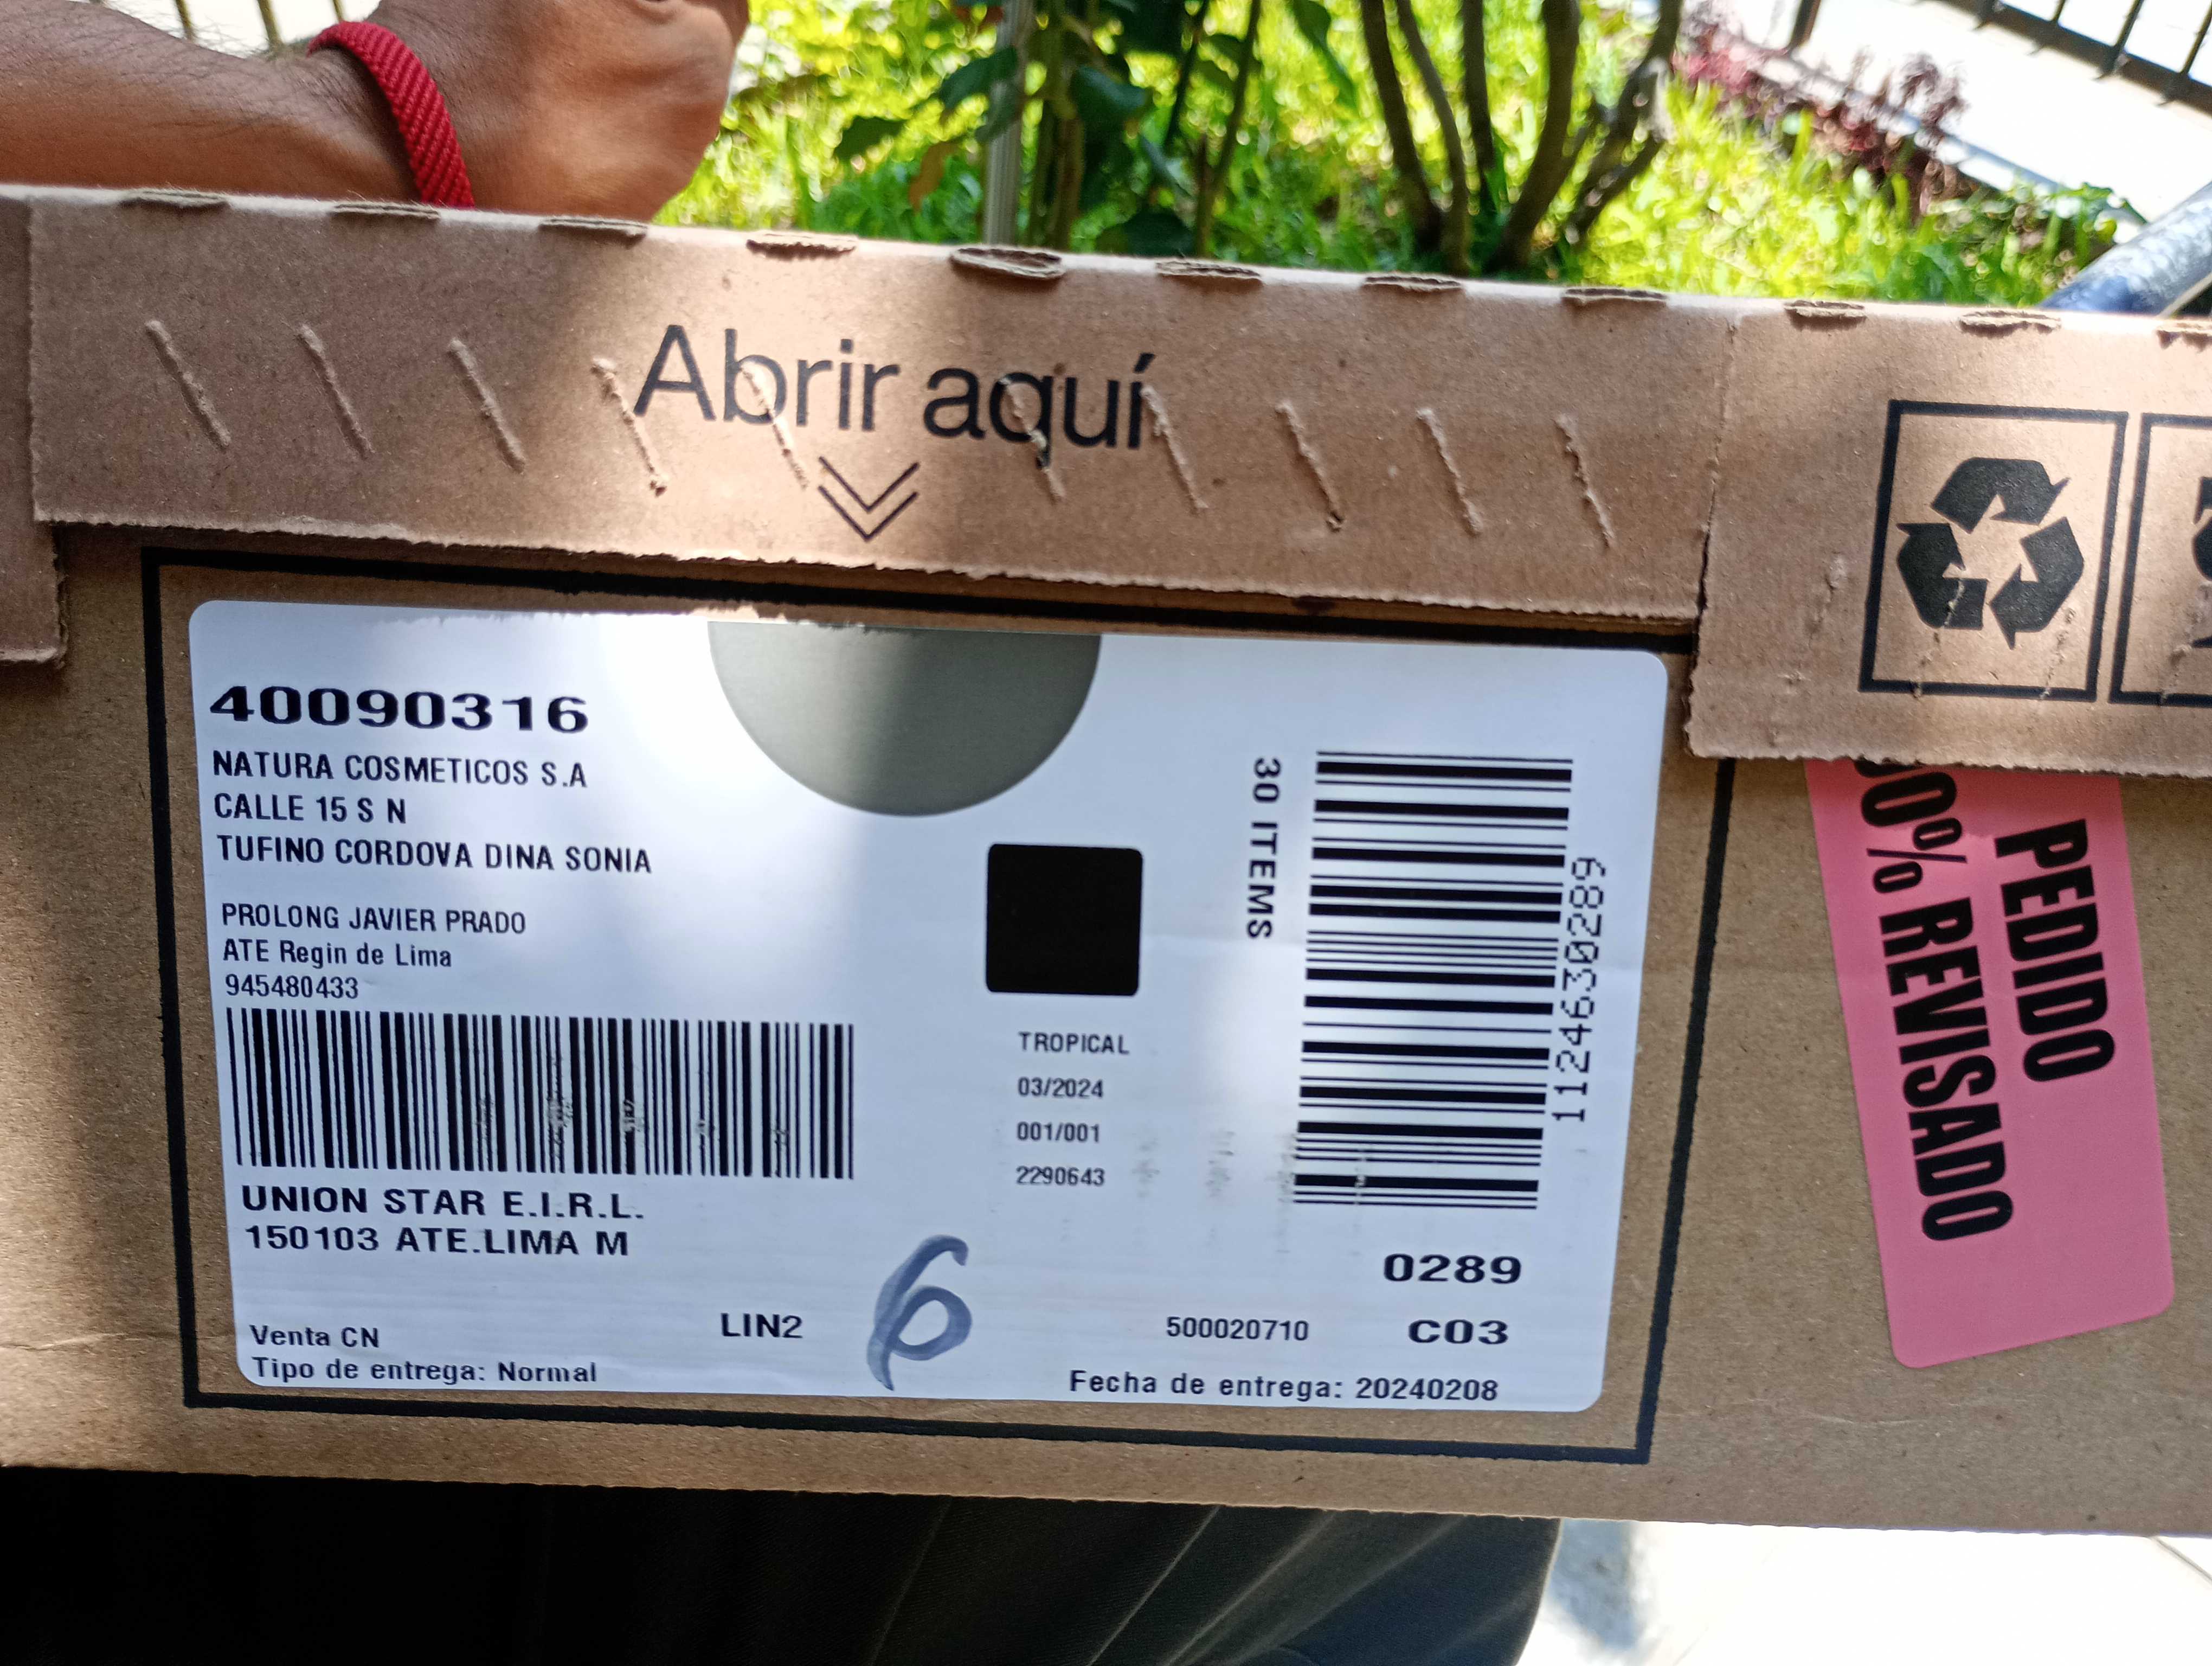 Abrir aquí
40090316
NATURA COSMETICOS S.A
CALLE 15 S N
TUFINO CORDOVA DINA SONIA
PROLONG JAVIER PRADO
ATE Regin de Lima
945480433
UNION STAR E.I.R.L.
150103 ATE.LIMA M
Venta CN
Tipo de entrega: Normal
LIN2
6
TROPICAL
03/2024
001/001
2290643
30 ITEMS
1124630289
0289
500020710
C03
Fecha de entrega: 20240208
PEDIDO
00% REVISADO